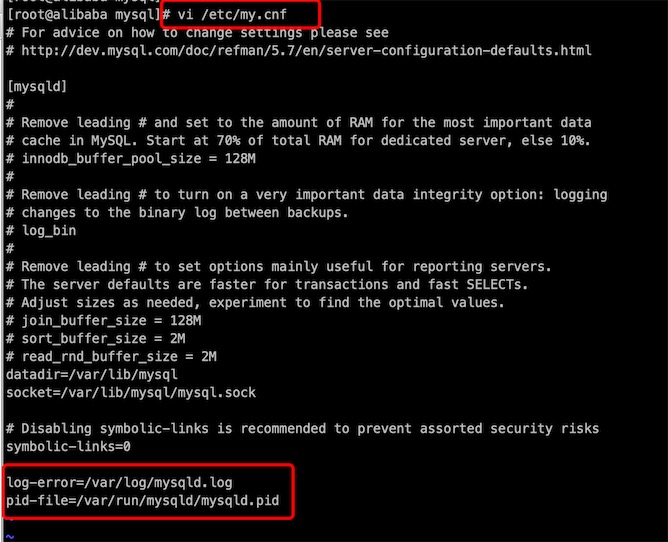 [root@alibaba mysql]#
[root@alibaba mysql]# vi /etc/my.cnf
# For advice on how to change settings please see
# http://dev.mysql.com/doc/refman/5.7/en/server-configuration-defaults.html
[mysqld]
#
# Remove leading # and set to the amount of RAM for the most important data
# cache in MySQL. Start at 70% of total RAM for dedicated server, else 10%.
# innodb_buffer_pool_size = 128M
#
# Remove leading # to turn on a very important data integrity option: logging
# changes to the binary log between backups.
# log_bin
#
# Remove leading # to set options mainly useful for reporting servers.
# The server defaults are faster for transactions and fast SELECTs.
# Adjust sizes as needed, experiment to find the optimal values.
# join_buffer_size = 128M
# sort_buffer_size = 2M
# read_rnd_buffer_size = 2M
datadir=/var/lib/mysql
socket=/var/lib/mysql/mysql.sock
# Disabling symbolic-links is recommended to prevent assorted security risks
symbolic-links=0
log-error=/var/log/mysqld.log
pid-file=/var/run/mysqld/mysqld.pid
~
~